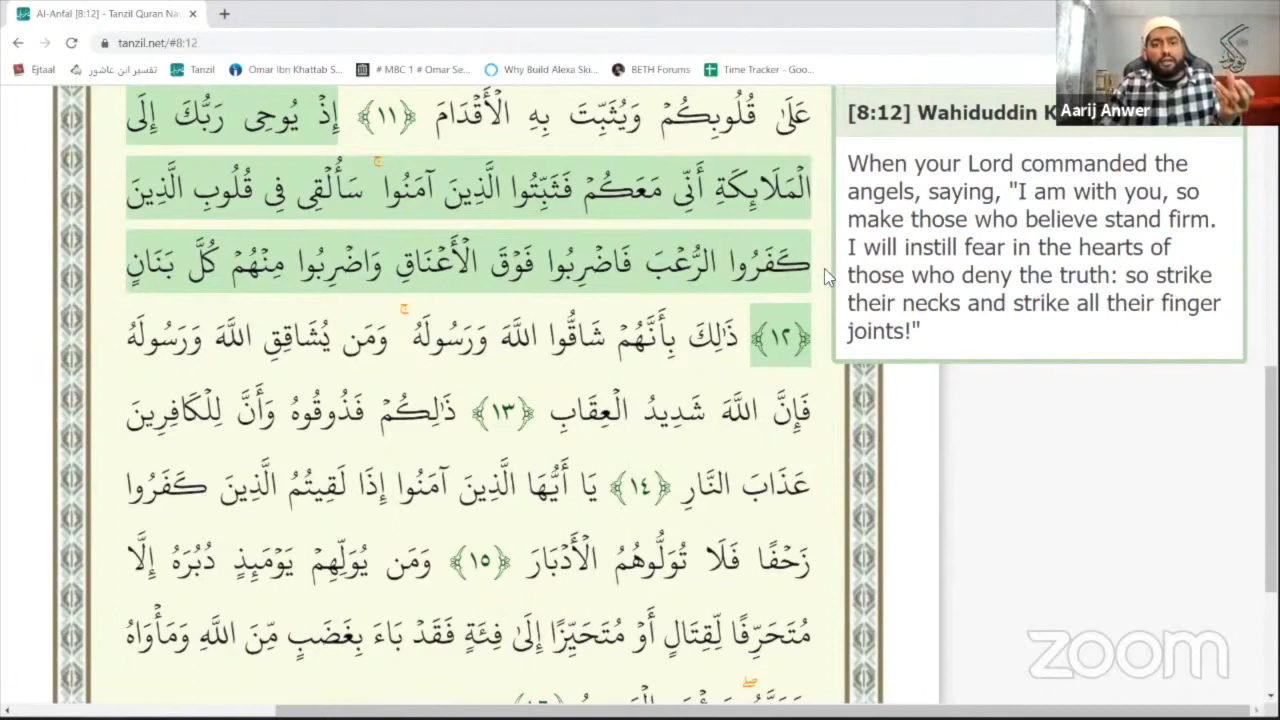 Al-Anfal [8:12] - Tanzil Quran Na
tanzil.net/#8:12
Ejtaal
تفسير ابن عاشور
Tanzil
Omar Ibn Khattab S...
# MBC 1 # Omar Se...
Why Build Alexa Ski...
BETH Forums
Time Tracker - Goo...
Aarij Anwer
عَلَىٰ قُلُوبِكُمْ وَيُثَبِّتَ بِهِ الْأَقْدَامَ ﴿١١﴾ إِذْ يُوحِي رَبُّكَ إِلَى
الْمَلَائِكَةِ أَنِّي مَعَكُمْ فَثَبِّتُوا الَّذِينَ آمَنُوا ۚ سَأُلْقِي فِي قُلُوبِ الَّذِينَ
كَفَرُوا الرُّعْبَ فَاضْرِبُوا فَوْقَ الْأَعْنَاقِ وَاضْرِبُوا مِنْهُمْ كُلَّ بَنَانٍ
﴿١٢﴾ ذَٰلِكَ بِأَنَّهُمْ شَاقُّوا اللَّهَ وَرَسُولَهُ ۚ وَمَن يُشَاقِقِ اللَّهَ وَرَسُولَهُ
فَإِنَّ اللَّهَ شَدِيدُ الْعِقَابِ ﴿١٣﴾ ذَٰلِكُمْ فَذُوقُوهُ وَأَنَّ لِلْكَافِرِينَ
عَذَابَ النَّارِ ﴿١٤﴾ يَا أَيُّهَا الَّذِينَ آمَنُوا إِذَا لَقِيتُمُ الَّذِينَ كَفَرُوا
زَحْفًا فَلَا تُوَلُّوهُمُ الْأَدْبَارَ ﴿١٥﴾ وَمَن يُوَلِّهِمْ يَوْمَئِذٍ دُبُرَهُ إِلَّا
مُتَحَرِّفًا لِّقِتَالٍ أَوْ مُتَحَيِّزًا إِلَىٰ فِئَةٍ فَقَدْ بَاءَ بِغَضَبٍ مِّنَ اللَّهِ وَمَأْوَاهُ
[8:12] Wahiduddin K
When your Lord commanded the
angels, saying, "I am with you, so
make those who believe stand firm.
I will instill fear in the hearts of
those who deny the truth: so strike
their necks and strike all their finger
joints!"
zoom